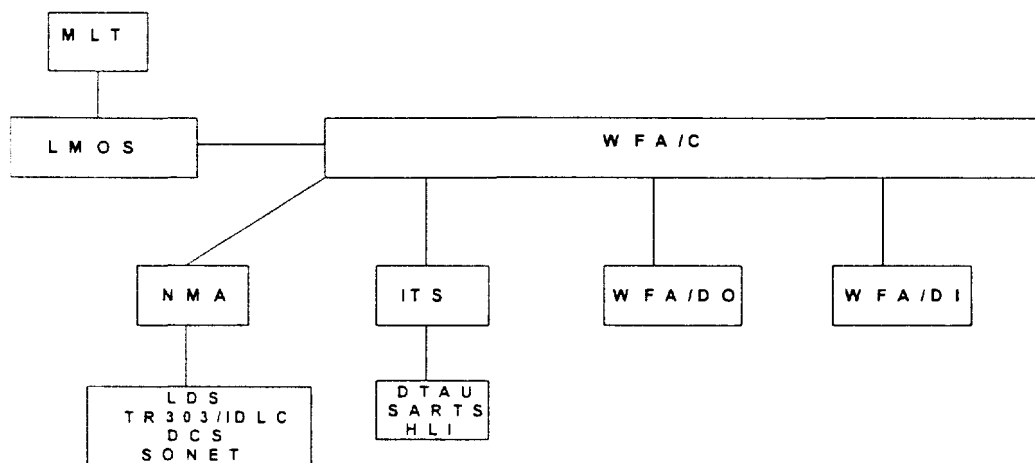 MLT
LMOS
WFA/C
NMA
ITS
WFA/DO
WFA/DI
LDS
TR303/IDLC
DCS
SONET
DTAU
SARTS
HLI